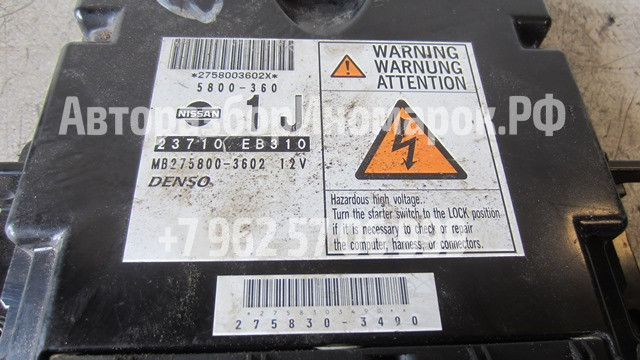 *2758003602X*
5800-360
NISSAN
1J
23710 EB310
MB275800-3602 12V
DENSO
WARNING
WARNUNG
ATTENTION
Hazardous high voltage..
Turn the starter switch to the LOCK position
if it is necessary to check or repair
the computer, harness, or connectors.
Авторазбор/Иномарок.РФ
+7 962 57
*2758303490**
275830-3490